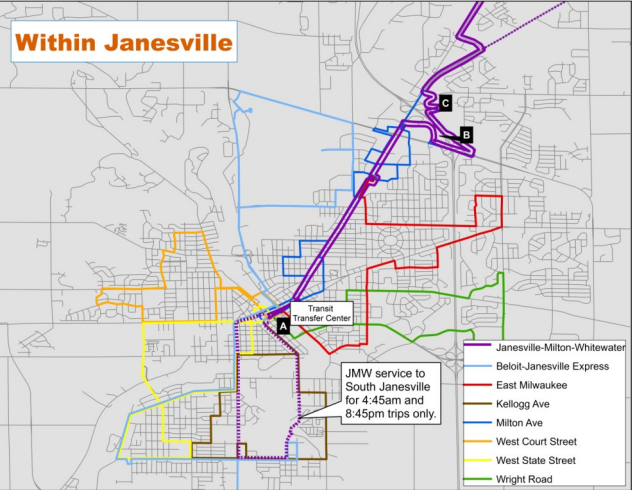 Within Janesville
C
B
Transit
Transfer Center
A
JMW service to
South Janesville
for 4:45am and
8:45pm trips only.
Janesville-Milton-Whitewater
Beloit-Janesville Express
East Milwaukee
Kellogg Ave
Milton Ave
West Court Street
West State Street
Wright Road